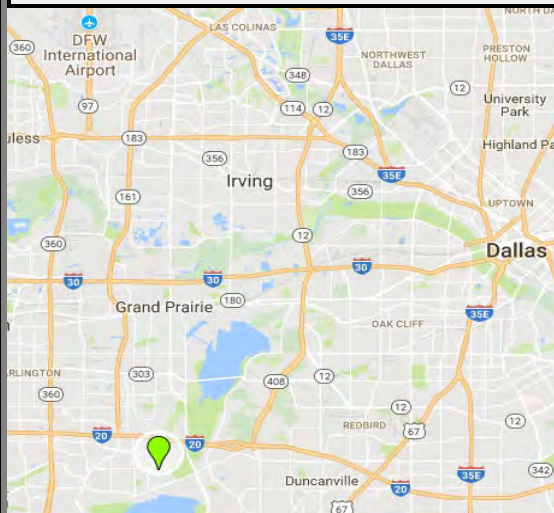 NORTH DA
LAS COLINAS
35E
DFW
International
Airport
360
NORTHWEST
DALLAS
PRESTON
HOLLOW
348
12
97
114
12
University
Park
uless
183
183
Highland Pa
356
35E
Irving
356
161
UPTOWN
12
360
Dallas
30
30
30
Grand Prairie
180
35E
OAK CLIFF
RLINGTON
303
408
12
360
12
12
REDBIRD
67
20
20
342
35E
Duncanville
20
67